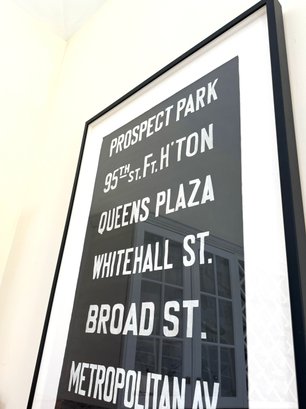 PROSPECT PARK
95TH ST. FT. H'TON
QUEENS PLAZA
WHITEHALL ST.
BROAD ST.
METROPOLITAN AV